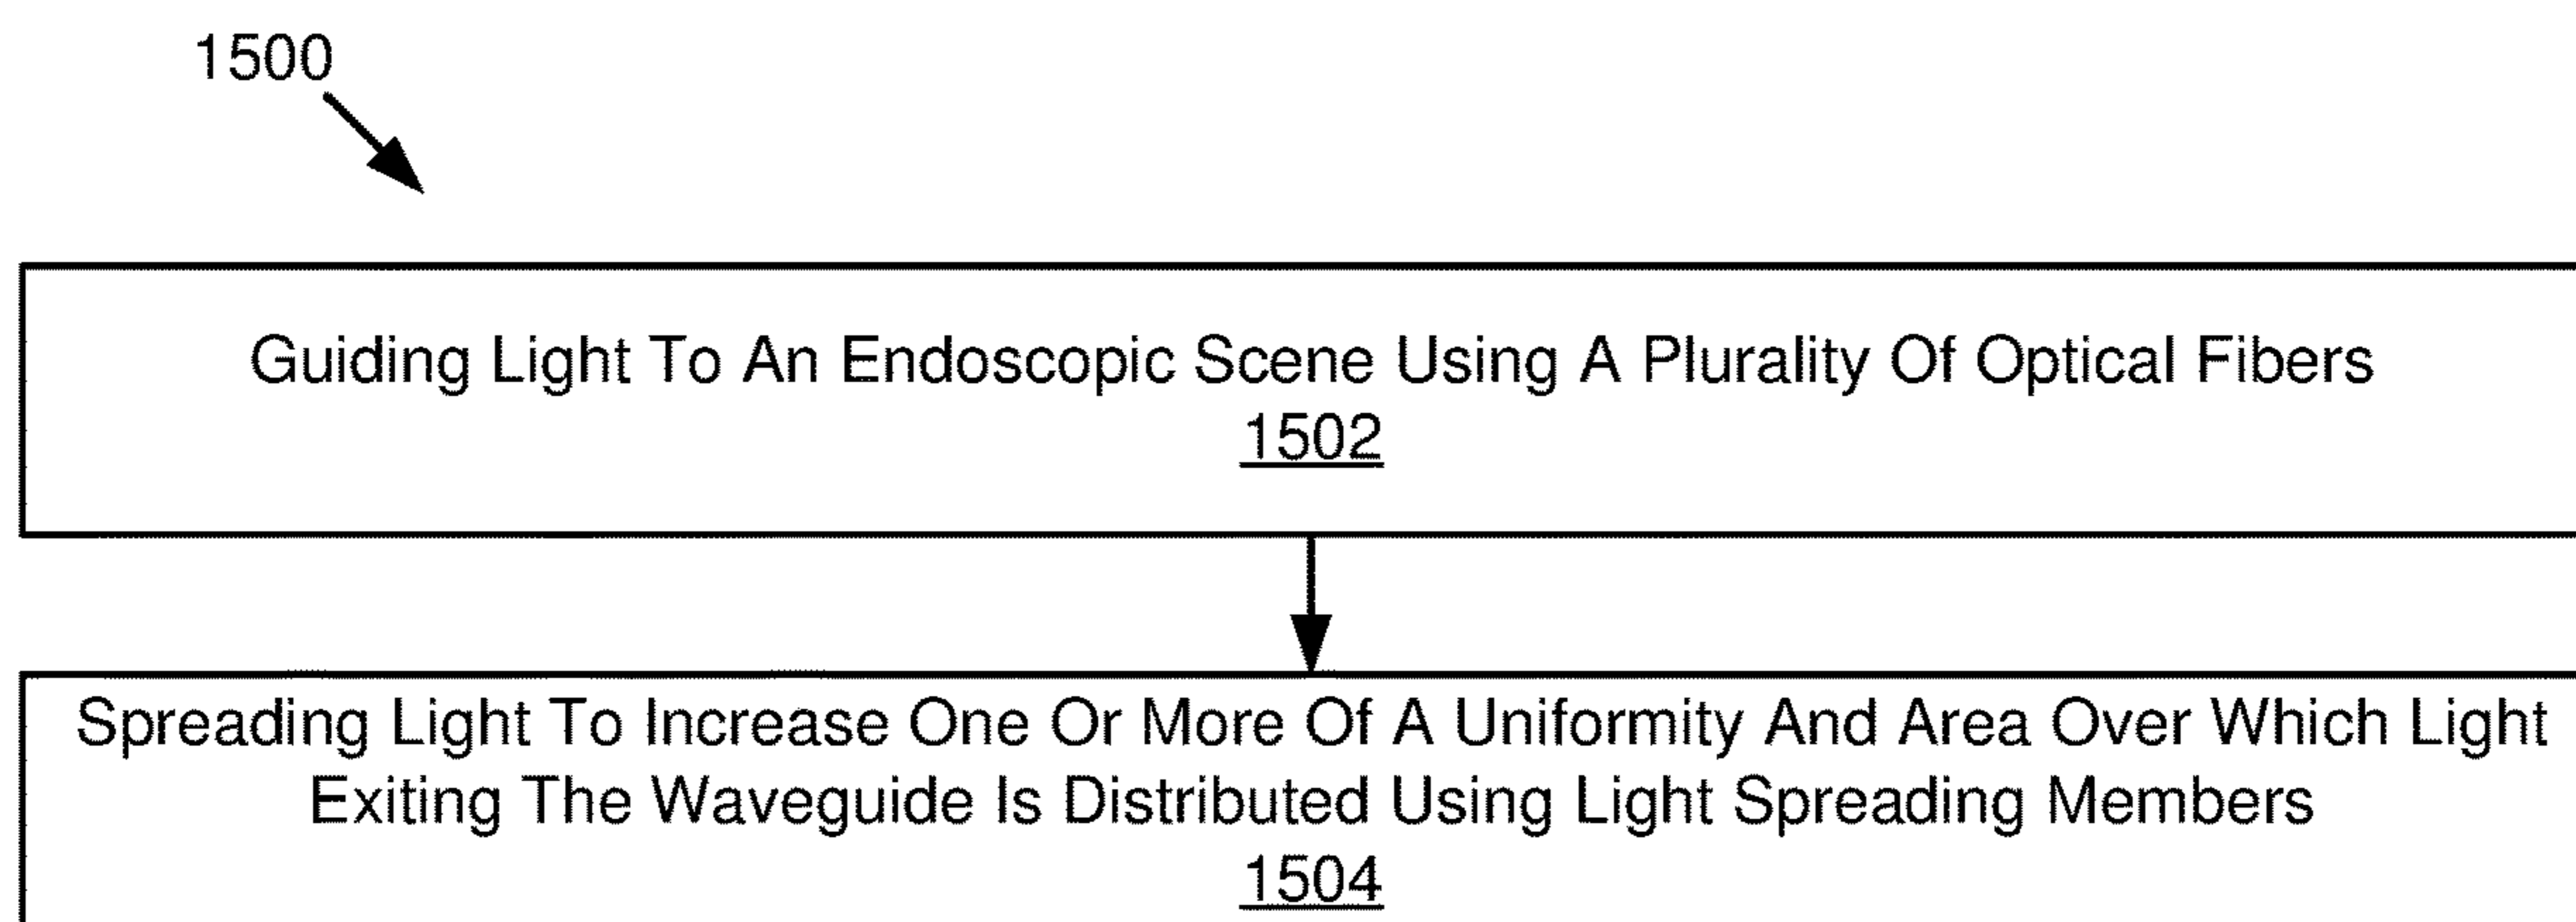 1500
Guiding Light To An Endoscopic Scene Using A Plurality Of Optical Fibers
1502
Spreading Light To Increase One Or More Of A Uniformity And Area Over Which Light
Exiting The Waveguide Is Distributed Using Light Spreading Members
1504